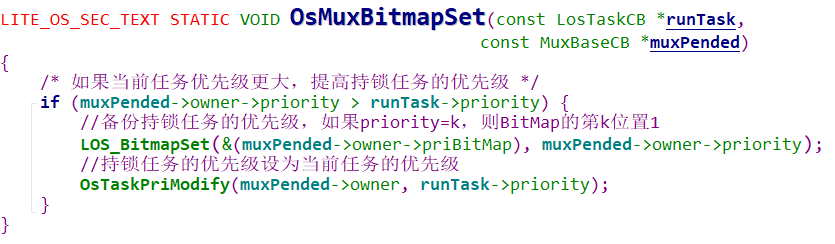 LITE_OS_SEC_TEXT STATIC VOID OsMuxBitmapSet(const LosTaskCB *runTask,
const MuxBaseCB *muxPended)
{
/* 如果当前任务优先级更大，提高持锁任务的优先级 */
if (muxPended->owner->priority > runTask->priority) {
//备份持锁任务的优先级，如果priority=k，则BitMap的第k位置1
LOS_BitmapSet(&(muxPended->owner->priBitMap), muxPended->owner->priority);
//持锁任务的优先级设为当前任务的优先级
OsTaskPriModify(muxPended->owner, runTask->priority);
}
}